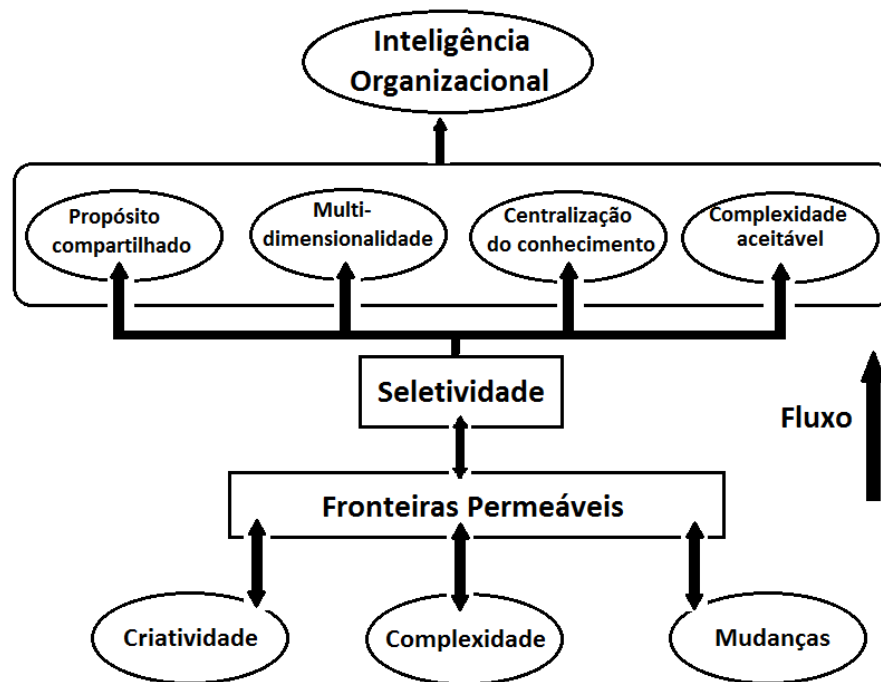 Inteligência
Organizacional
Propósito
compartilhado
Multi-
dimensionalidade
Centralização
do conhecimento
Complexidade
aceitável
Seletividade
Fluxo
Fronteiras Permeáveis
Criatividade
Complexidade
Mudanças